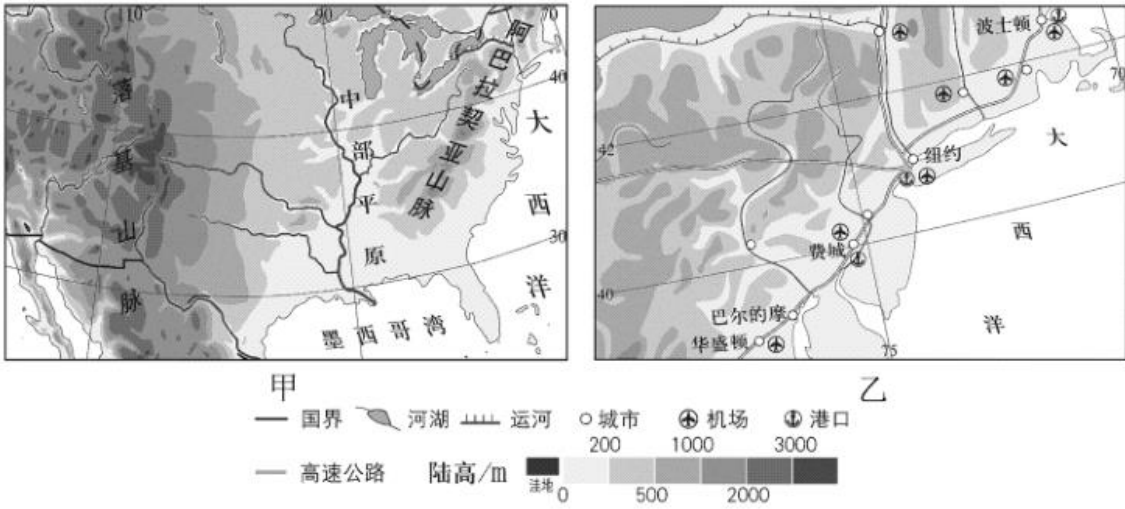 110 90 70
阿巴拉契亚山脉
40
落基山脉
中部平原
大西洋
30
墨西哥湾
甲
波士顿
70
42
纽约
大西洋
费城
40
巴尔的摩
华盛顿
75
乙
国界 河湖 运河 城市 机场 港口
高速公路 陆高/m
200 1000 3000
洼地 0 500 2000